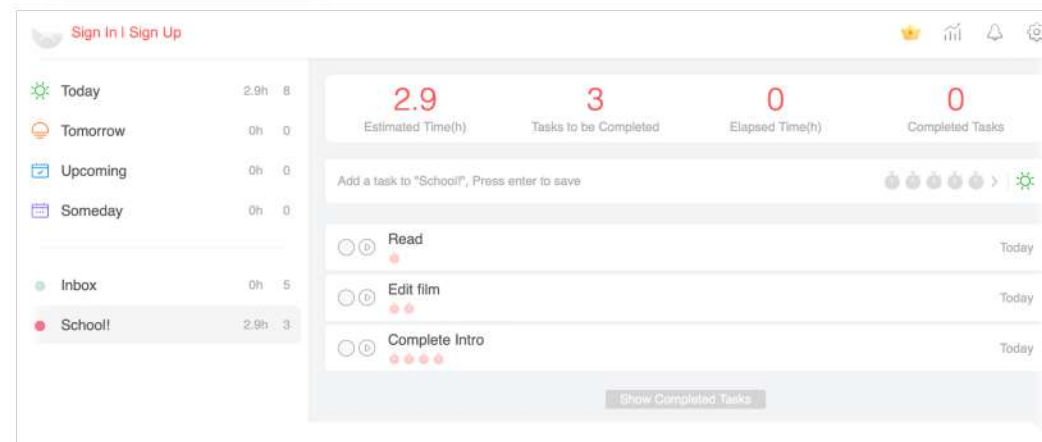 Sign In | Sign Up
Today 2.9h 8
Tomorrow 0h 0
Upcoming 0h 0
Someday 0h 0
Inbox 0h 5
School! 2.9h 3
2.9 3 0 0
Estimated Time(h) Tasks to be Completed Elapsed Time(h) Completed Tasks
Add a task to "School!", Press enter to save
Read
Today
Edit film
Today
Complete Intro
Today
Show Completed Tasks